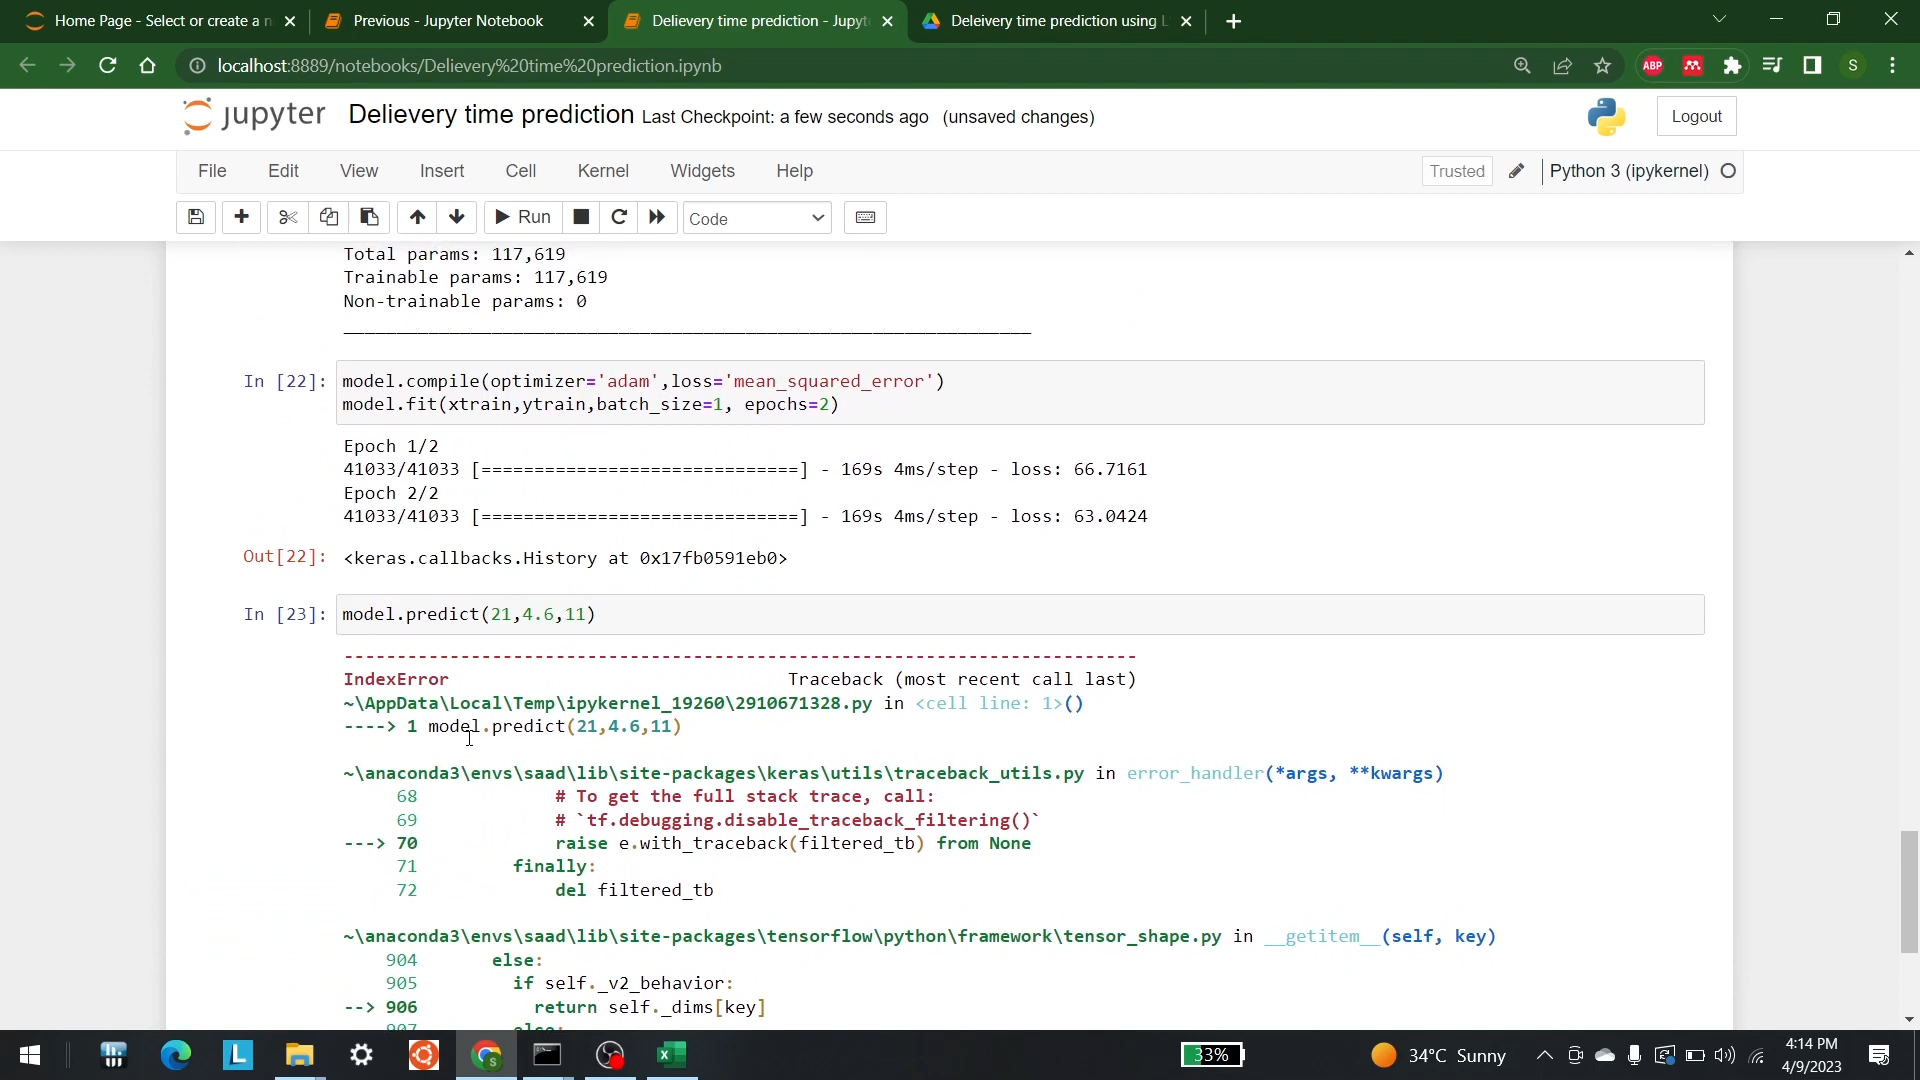 Home Page - Select or create a n
Previous - Jupyter Notebook
Delievery time prediction - Jupyt
Deleivery time prediction using L
localhost:8889/notebooks/Delievery%20time%20prediction.ipynb
ABP
S
jupyter Delievery time prediction Last Checkpoint: a few seconds ago (unsaved changes)
Logout
File Edit View Insert Cell Kernel Widgets Help
Trusted Python 3 (ipykernel)
Run Code
Total params: 117,619
Trainable params: 117,619
Non-trainable params: 0
_________________________________________________________________
In [22]: model.compile(optimizer='adam',loss='mean_squared_error')
model.fit(xtrain,ytrain,batch_size=1, epochs=2)
Epoch 1/2
41033/41033 [==============================] - 169s 4ms/step - loss: 66.7161
Epoch 2/2
41033/41033 [==============================] - 169s 4ms/step - loss: 63.0424
Out[22]: <keras.callbacks.History at 0x17fb0591eb0>
In [23]: model.predict(21,4.6,11)
---------------------------------------------------------------------------
IndexError Traceback (most recent call last)
~\AppData\Local\Temp\ipykernel_19260\2910671328.py in <cell line: 1>()
----> 1 model.predict(21,4.6,11)
~\anaconda3\envs\saad\lib\site-packages\keras\utils\traceback_utils.py in error_handler(*args, **kwargs)
68 # To get the full stack trace, call:
69 # `tf.debugging.disable_traceback_filtering()`
---> 70 raise e.with_traceback(filtered_tb) from None
71 finally:
72 del filtered_tb
~\anaconda3\envs\saad\lib\site-packages\tensorflow\python\framework\tensor_shape.py in __getitem__(self, key)
904 else:
905 if self._v2_behavior:
--> 906 return self._dims[key]
907 else:
L
S
33%
34°C Sunny
4:14 PM
4/9/2023